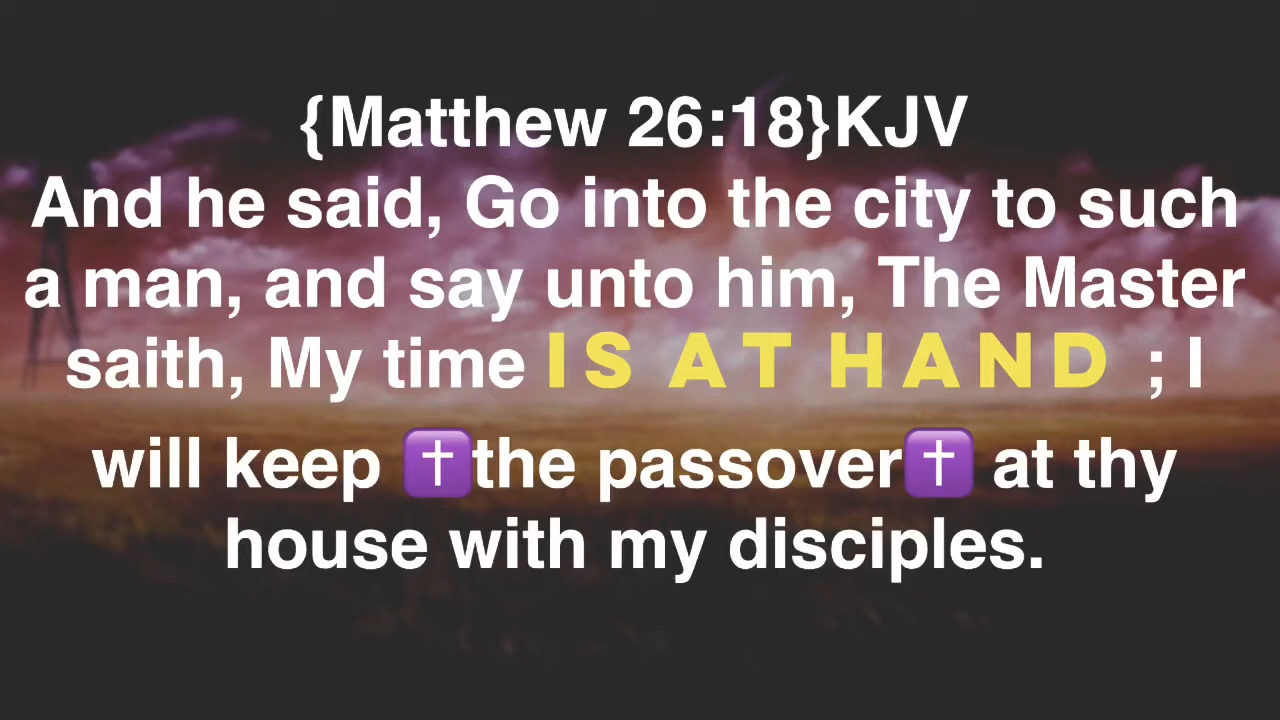 {Matthew 26:18}KJV
And he said, Go into the city to such
a man, and say unto him, The Master
saith, My time IS AT HAND ; I
will keep ✝️the passover✝️ at thy
house with my disciples.